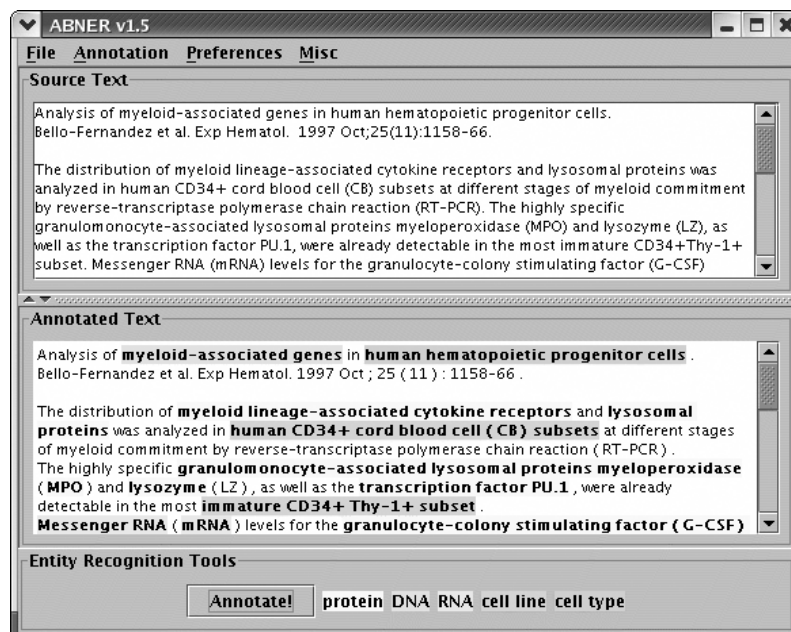 ABNER v1.5
File Annotation Preferences Misc
Source Text
Analysis of myeloid-associated genes in human hematopoietic progenitor cells.
Bello-Fernandez et al. Exp Hematol. 1997 Oct;25(11):1158-66.
The distribution of myeloid lineage-associated cytokine receptors and lysosomal proteins was
analyzed in human CD34+ cord blood cell (CB) subsets at different stages of myeloid commitment
by reverse-transcriptase polymerase chain reaction (RT-PCR). The highly specific
granulomonocyte-associated lysosomal proteins myeloperoxidase (MPO) and lysozyme (LZ), as
well as the transcription factor PU.1, were already detectable in the most immature CD34+Thy-1+
subset. Messenger RNA (mRNA) levels for the granulocyte-colony stimulating factor (G-CSF)
Annotated Text
Analysis of myeloid-associated genes in human hematopoietic progenitor cells .
Bello-Fernandez et al. Exp Hematol. 1997 Oct ; 25 ( 11 ) : 1158-66 .
The distribution of myeloid lineage-associated cytokine receptors and lysosomal
proteins was analyzed in human CD34+ cord blood cell ( CB ) subsets at different stages
of myeloid commitment by reverse-transcriptase polymerase chain reaction ( RT-PCR ) .
The highly specific granulomonocyte-associated lysosomal proteins myeloperoxidase
( MPO ) and lysozyme ( LZ ) , as well as the transcription factor PU.1 , were already
detectable in the most immature CD34+ Thy-1+ subset .
Messenger RNA ( mRNA ) levels for the granulocyte-colony stimulating factor ( G-CSF )
Entity Recognition Tools
Annotate! protein DNA RNA cell line cell type